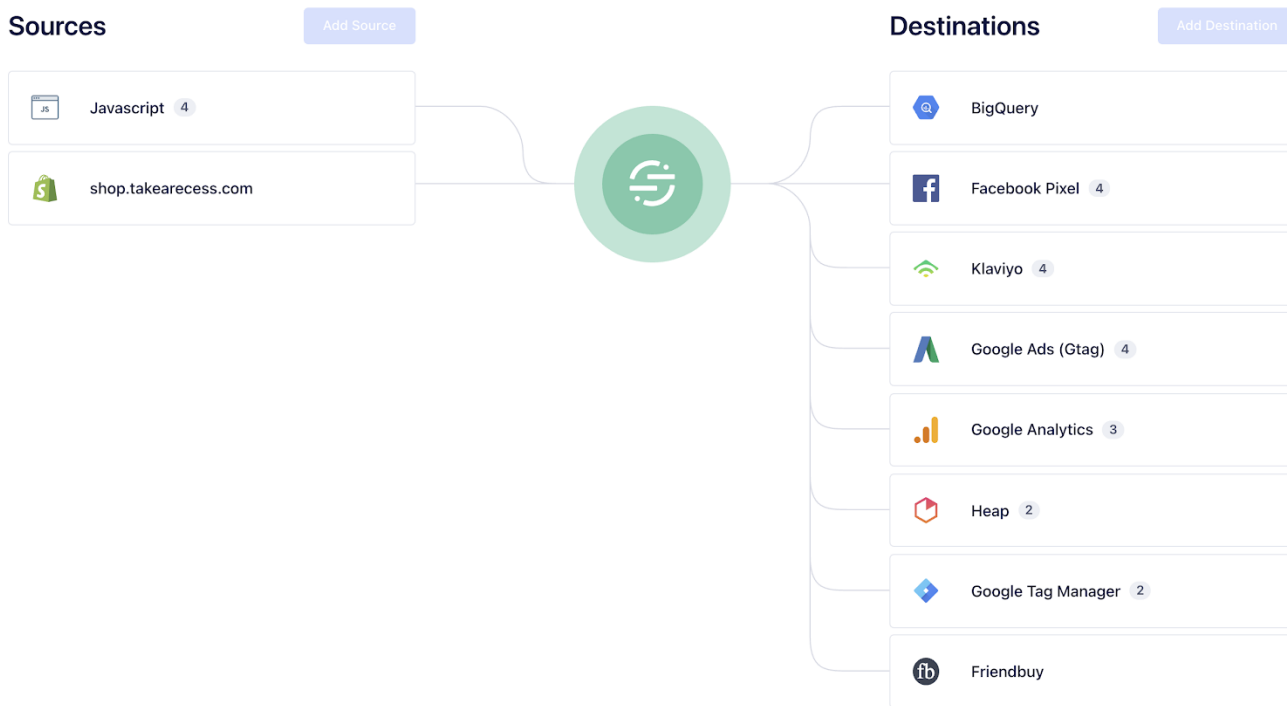 Sources
Add Source
JS
Javascript 4
shop.takearecess.com
Destinations
Add Destination
BigQuery
Facebook Pixel 4
Klaviyo 4
Google Ads (Gtag) 4
Google Analytics 3
Heap 2
Google Tag Manager 2
fb
Friendbuy